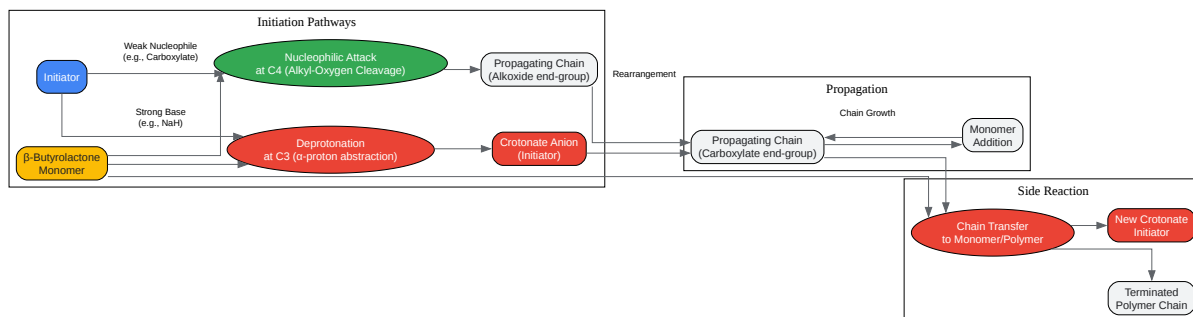 Initiation Pathways
Weak Nucleophile
(e.g., Carboxylate)
Initiator
Nucleophilic Attack
at C4 (Alkyl-Oxygen Cleavage)
Propagating Chain
(Alkoxide end-group)
Strong Base
(e.g., NaH)
β-Butyrolactone
Monomer
Deprotonation
at C3 (α-proton abstraction)
Crotonate Anion
(Initiator)
Rearrangement
Propagation
Chain Growth
Propagating Chain
(Carboxylate end-group)
Monomer
Addition
Side Reaction
Chain Transfer
to Monomer/Polymer
New Crotonate
Initiator
Terminated
Polymer Chain